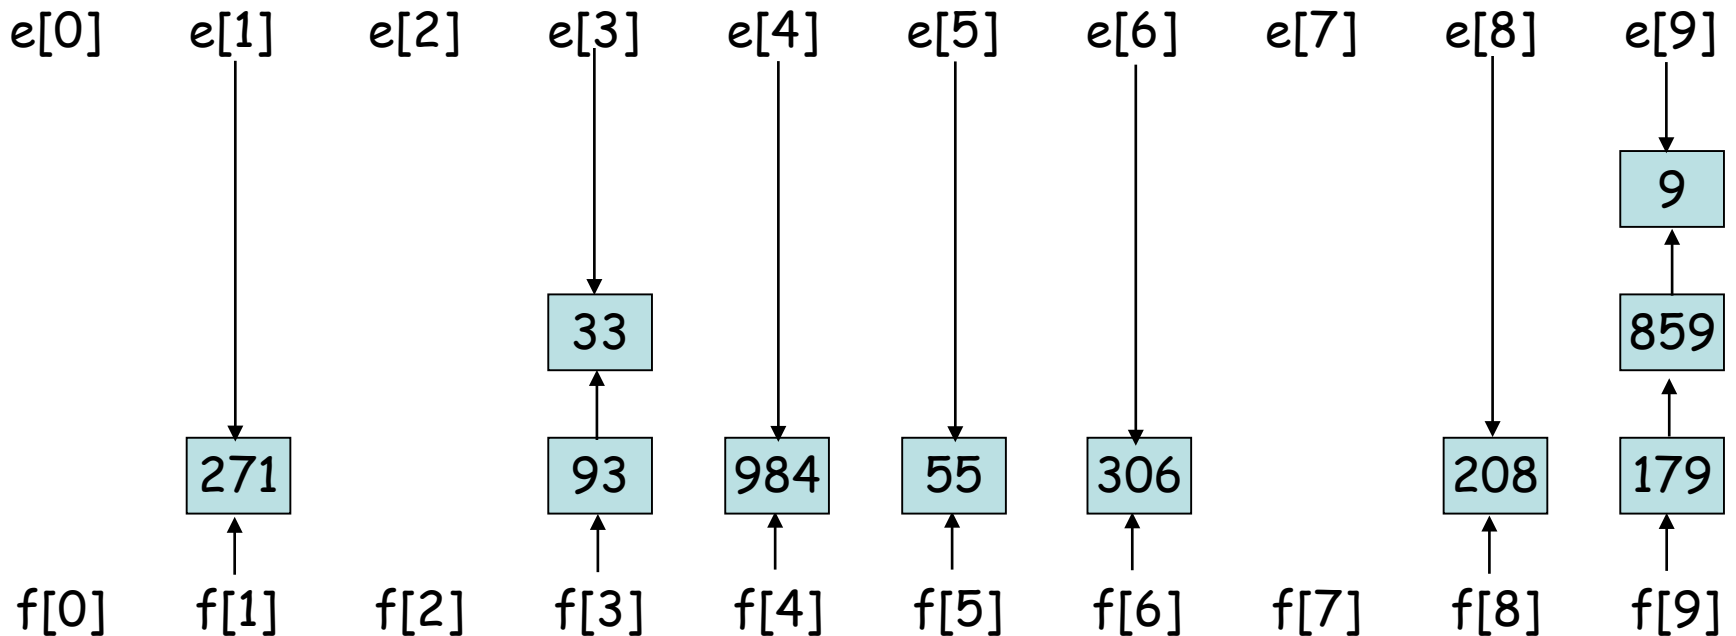 e[0] e[1] e[2] e[3] e[4] e[5] e[6] e[7] e[8] e[9]
9
33 859
271 93 984 55 306 208 179
f[0] f[1] f[2] f[3] f[4] f[5] f[6] f[7] f[8] f[9]